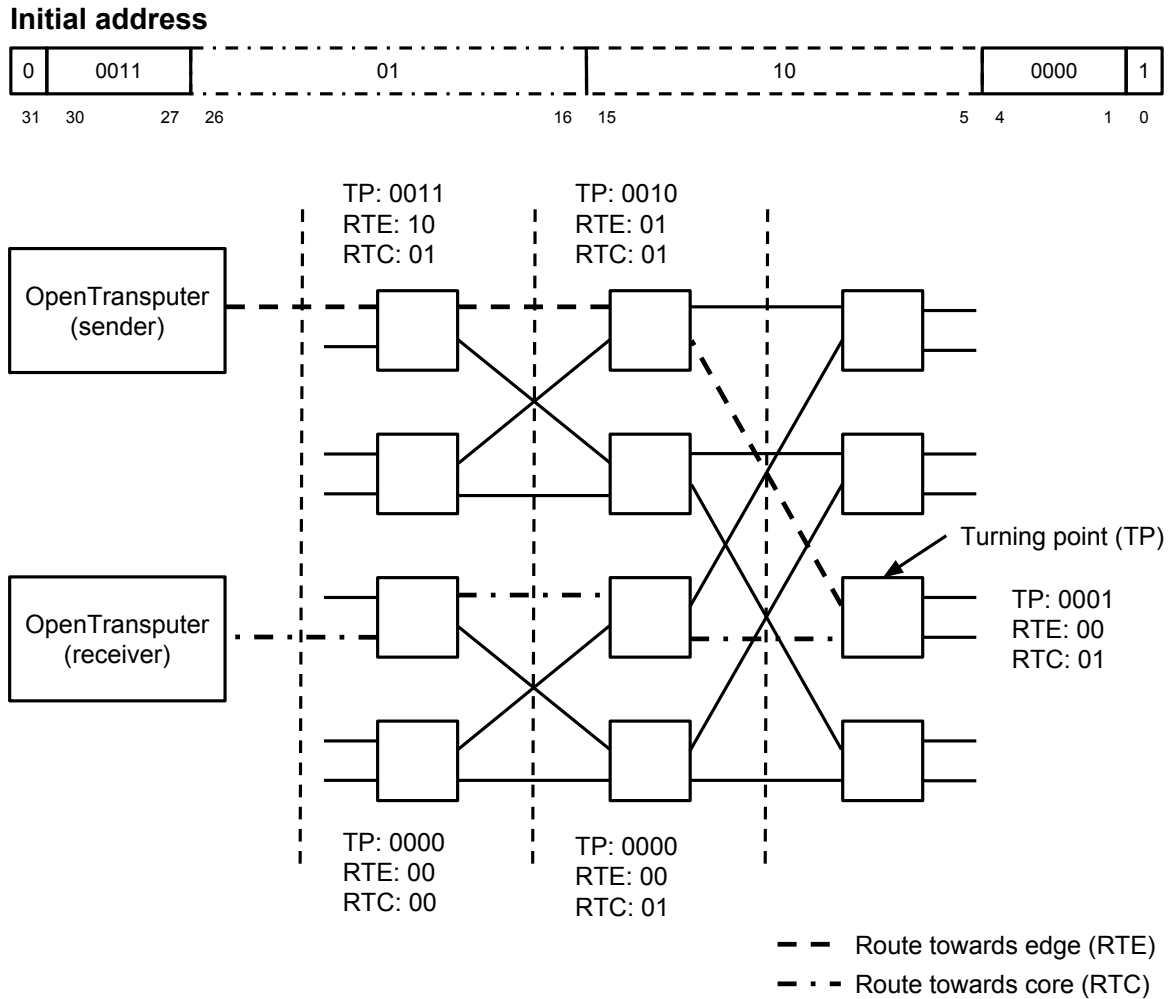 Initial address
0 0011 01 10 0000 1
31 30 27 26 16 15 5 4 1 0
TP: 0011
RTE: 10
RTC: 01
TP: 0010
RTE: 01
RTC: 01
OpenTransputer
(sender)
Turning point (TP)
TP: 0001
RTE: 00
RTC: 01
OpenTransputer
(receiver)
TP: 0000
RTE: 00
RTC: 00
TP: 0000
RTE: 00
RTC: 01
Route towards edge (RTE)
Route towards core (RTC)